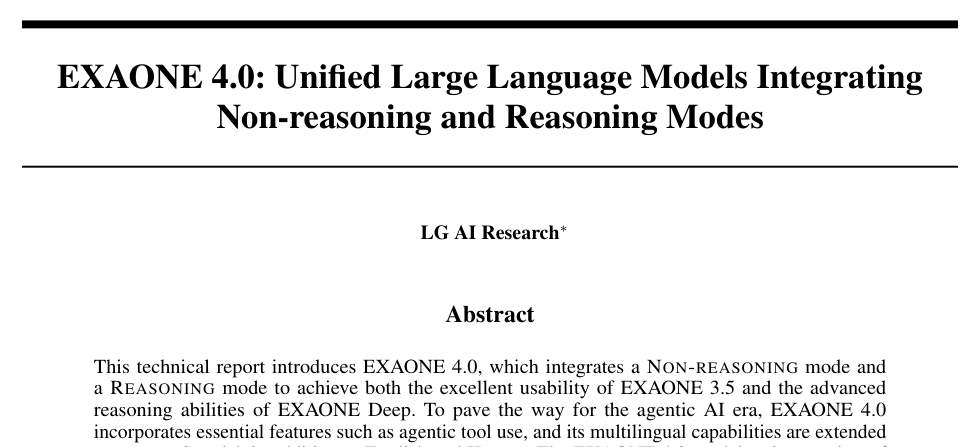 EXAONE 4.0: Unified Large Language Models Integrating
Non-reasoning and Reasoning Modes
LG AI Research*
Abstract
This technical report introduces EXAONE 4.0, which integrates a NON-REASONING mode and
a REASONING mode to achieve both the excellent usability of EXAONE 3.5 and the advanced
reasoning abilities of EXAONE Deep. To pave the way for the agentic AI era, EXAONE 4.0
incorporates essential features such as agentic tool use, and its multilingual capabilities are extended